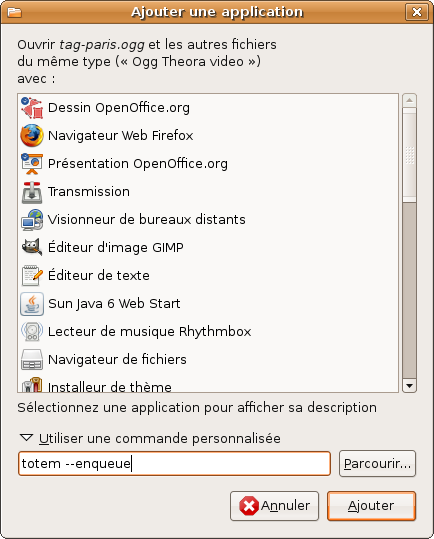 Ajouter une application
Ouvrir tag-paris.ogg et les autres fichiers
du même type (« Ogg Theora video »)
avec :
Dessin OpenOffice.org
Navigateur Web Firefox
Présentation OpenOffice.org
Transmission
Visionneur de bureaux distants
Éditeur d'image GIMP
Éditeur de texte
Sun Java 6 Web Start
Lecteur de musique Rhythmbox
Navigateur de fichiers
Installeur de thème
Sélectionnez une application pour afficher sa description
Utiliser une commande personnalisée
totem --enqueue
Parcourir...
Annuler
Ajouter